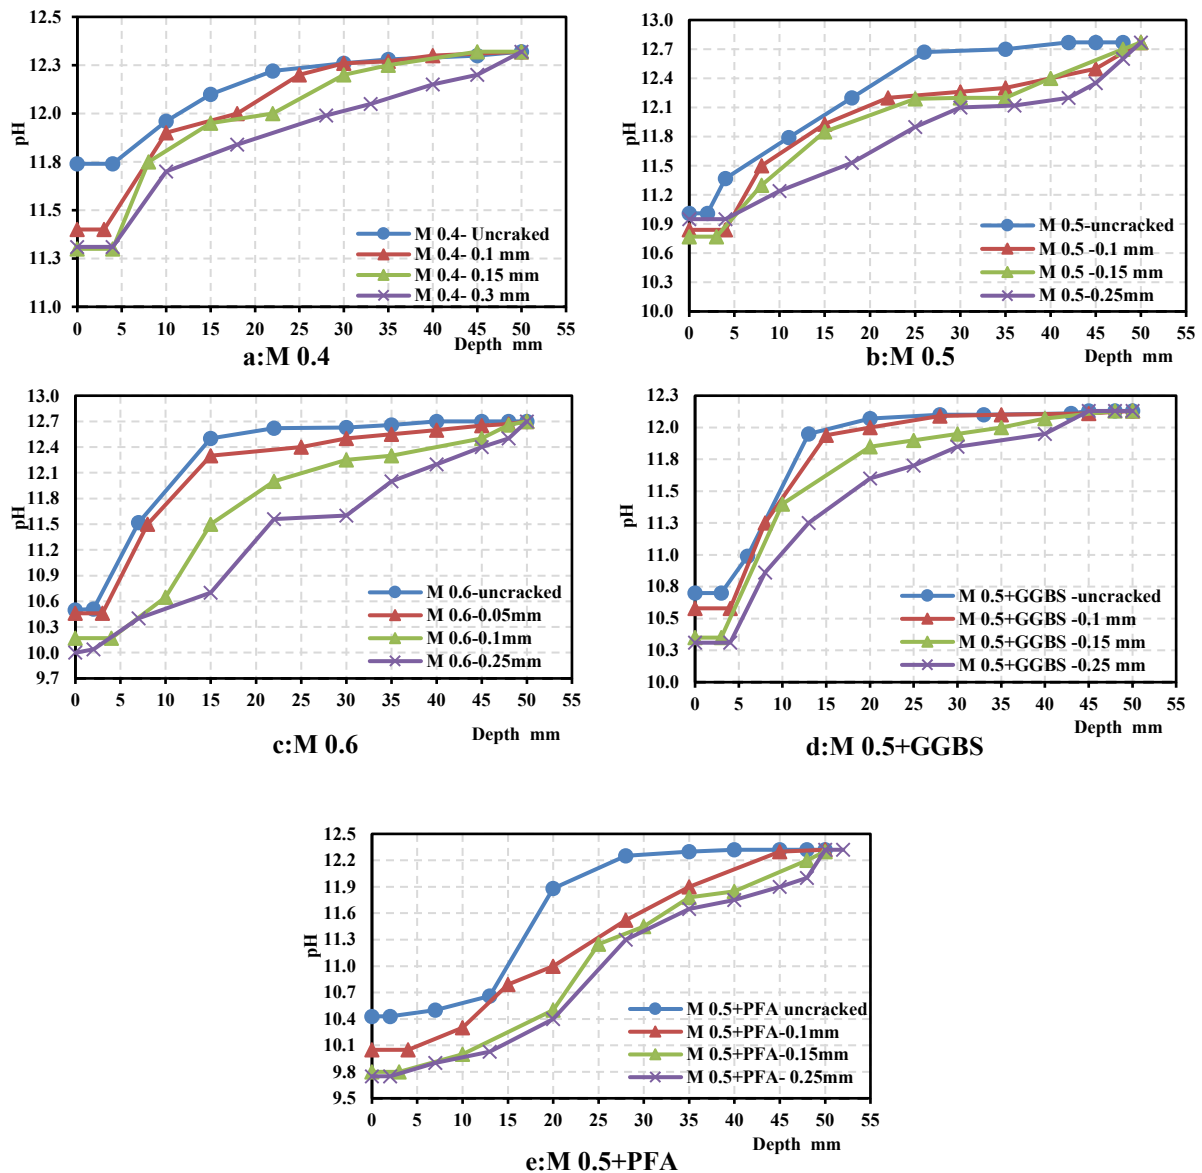 12.5
12.3
12.0
11.8
11.5
11.3
11.0
pH
0 5 10 15 20 25 30 35 40 45 50 55
Depth mm
M 0.4- Uncraked
M 0.4- 0.1 mm
M 0.4- 0.15 mm
M 0.4- 0.3 mm
a:M 0.4
13.0
12.7
12.4
12.1
11.8
11.5
11.2
10.9
10.6
10.3
10.0
pH
0 5 10 15 20 25 30 35 40 45 50 55
Depth mm
M 0.5-uncracked
M 0.5 -0.1 mm
M 0.5 -0.15 mm
M 0.5-0.25mm
b:M 0.5
13.0
12.7
12.4
12.1
11.8
11.5
11.2
10.9
10.6
10.3
10.0
9.7
pH
0 5 10 15 20 25 30 35 40 45 50 55
Depth mm
M 0.6-uncracked
M 0.6-0.05mm
M 0.6-0.1mm
M 0.6-0.25mm
c:M 0.6
12.3
12.0
11.8
11.5
11.3
11.0
10.8
10.5
10.3
10.0
pH
0 5 10 15 20 25 30 35 40 45 50 55
Depth mm
M 0.5+GGBS -uncracked
M 0.5+GGBS -0.1 mm
M 0.5+GGBS -0.15 mm
M 0.5+GGBS -0.25 mm
d:M 0.5+GGBS
12.5
12.2
11.9
11.6
11.3
11.0
10.7
10.4
10.1
9.8
9.5
pH
0 5 10 15 20 25 30 35 40 45 50 55
Depth mm
M 0.5+PFA uncracked
M 0.5+PFA-0.1mm
M 0.5+PFA-0.15mm
M 0.5+PFA- 0.25mm
e:M 0.5+PFA